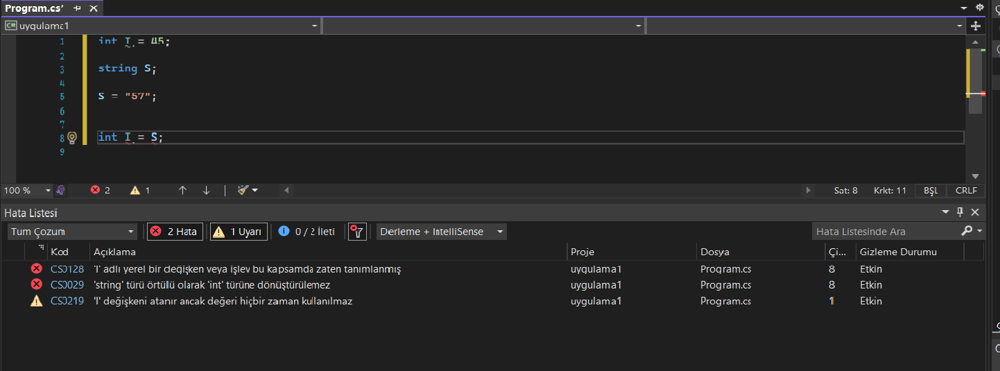 Program.cs*
C# uygulama1
1 int I = 45;
2
3 string S;
4
5 S = "57";
6
7
8 int I = S;
9
100 % 2 1 Sat: 8 Krkt: 11 BŞL CRLF
Hata Listesi
Tüm Çözüm 2 Hata 1 Uyarı 0 / 2 İleti Derleme + IntelliSense Hata Listesinde Ara
Kod Açıklama Proje Dosya Çi... Gizleme Durumu
CS0128 'I' adlı yerel bir değişken veya işlev bu kapsamda zaten tanımlanmış uygulama1 Program.cs 8 Etkin
CS0029 'string' türü örtülü olarak 'int' türüne dönüştürülemez uygulama1 Program.cs 8 Etkin
CS0219 'I' değişkeni atanır ancak değeri hiçbir zaman kullanılmaz uygulama1 Program.cs 1 Etkin